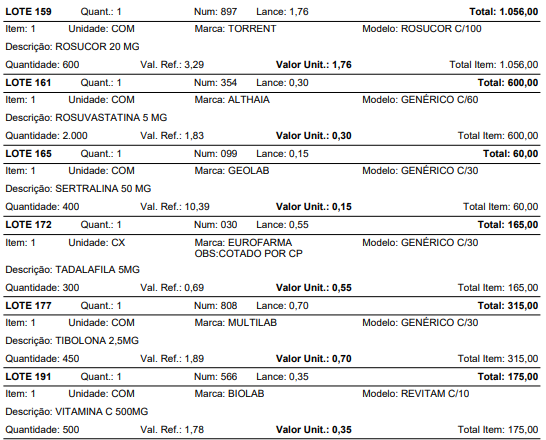 LOTE 159 Quant.: 1 Num: 897 Lance: 1,76 Total: 1.056,00
Item: 1 Unidade: COM Marca: TORRENT Modelo: ROSUCOR C/100
Descrição: ROSUCOR 20 MG
Quantidade: 600 Val. Ref.: 3,29 Valor Unit.: 1,76 Total Item: 1.056,00
LOTE 161 Quant.: 1 Num: 354 Lance: 0,30 Total: 600,00
Item: 1 Unidade: COM Marca: ALTHAIA Modelo: GENÉRICO C/60
Descrição: ROSUVASTATINA 5 MG
Quantidade: 2.000 Val. Ref.: 1,83 Valor Unit.: 0,30 Total Item: 600,00
LOTE 165 Quant.: 1 Num: 099 Lance: 0,15 Total: 60,00
Item: 1 Unidade: COM Marca: GEOLAB Modelo: GENÉRICO C/30
Descrição: SERTRALINA 50 MG
Quantidade: 400 Val. Ref.: 10,39 Valor Unit.: 0,15 Total Item: 60,00
LOTE 172 Quant.: 1 Num: 030 Lance: 0,55 Total: 165,00
Item: 1 Unidade: CX Marca: EUROFARMA Modelo: GENÉRICO C/30
OBS:COTADO POR CP
Descrição: TADALAFILA 5MG
Quantidade: 300 Val. Ref.: 0,69 Valor Unit.: 0,55 Total Item: 165,00
LOTE 177 Quant.: 1 Num: 808 Lance: 0,70 Total: 315,00
Item: 1 Unidade: COM Marca: MULTILAB Modelo: GENÉRICO C/30
Descrição: TIBOLONA 2,5MG
Quantidade: 450 Val. Ref.: 1,89 Valor Unit.: 0,70 Total Item: 315,00
LOTE 191 Quant.: 1 Num: 566 Lance: 0,35 Total: 175,00
Item: 1 Unidade: COM Marca: BIOLAB Modelo: REVITAM C/10
Descrição: VITAMINA C 500MG
Quantidade: 500 Val. Ref.: 1,78 Valor Unit.: 0,35 Total Item: 175,00